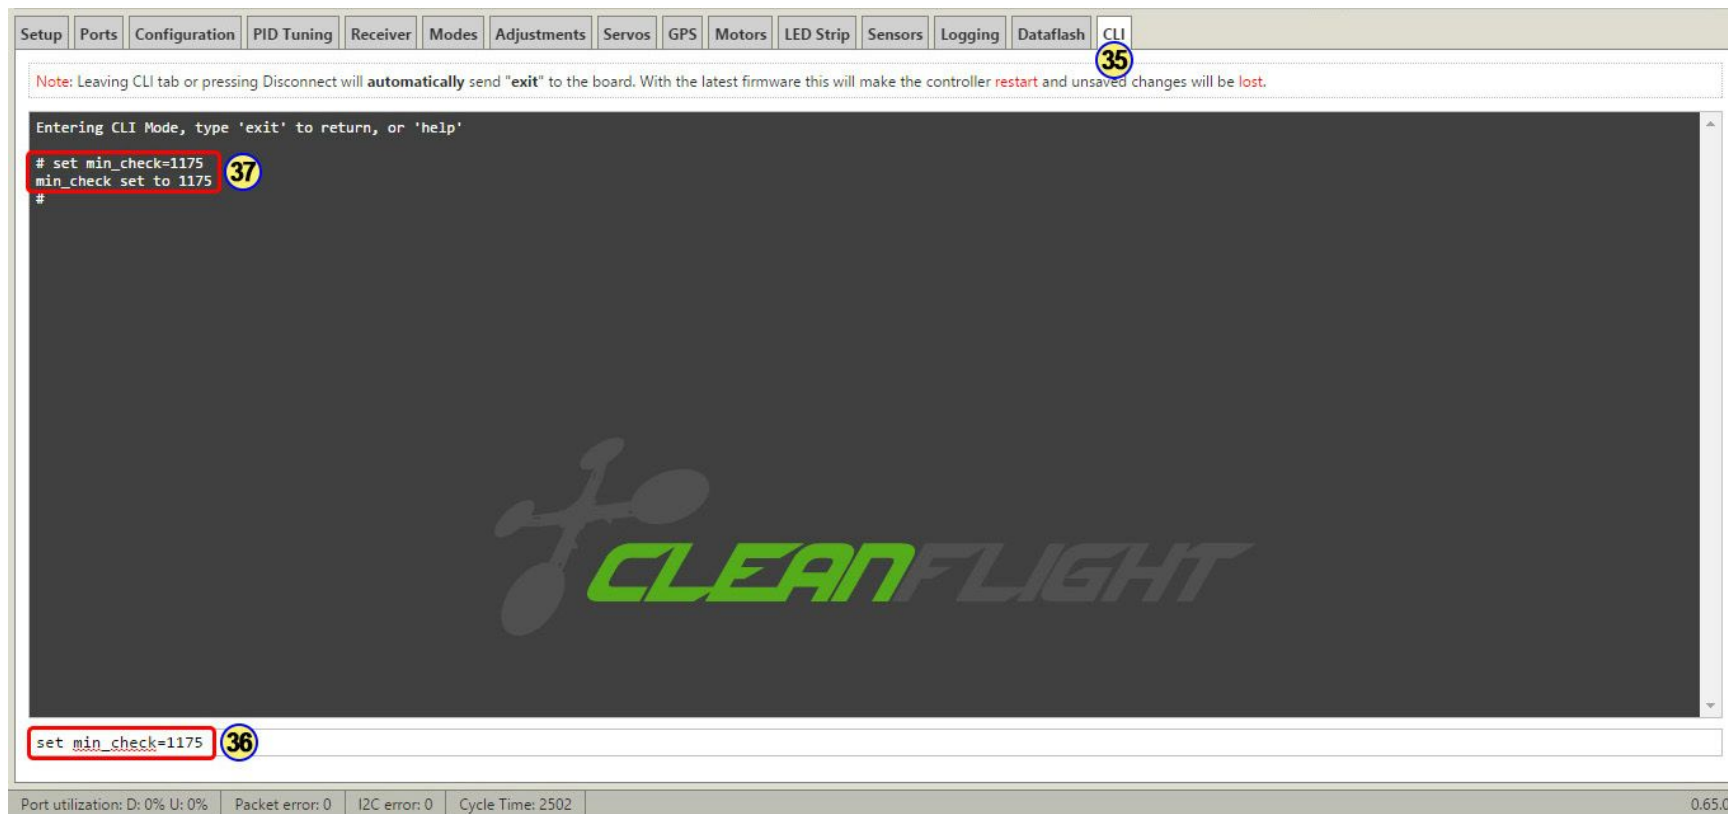 Setup Ports Configuration PID Tuning Receiver Modes Adjustments Servos GPS Motors LED Strip Sensors Logging Dataflash CLI
35
Note: Leaving CLI tab or pressing Disconnect will automatically send "exit" to the board. With the latest firmware this will make the controller restart and unsaved changes will be lost.
Entering CLI Mode, type 'exit' to return, or 'help'
# set min_check=1175
37
min_check set to 1175
#
CLEANFLIGHT
set min_check=1175 36
Port utilization: D: 0% U: 0% Packet error: 0 I2C error: 0 Cycle Time: 2502 0.65.0